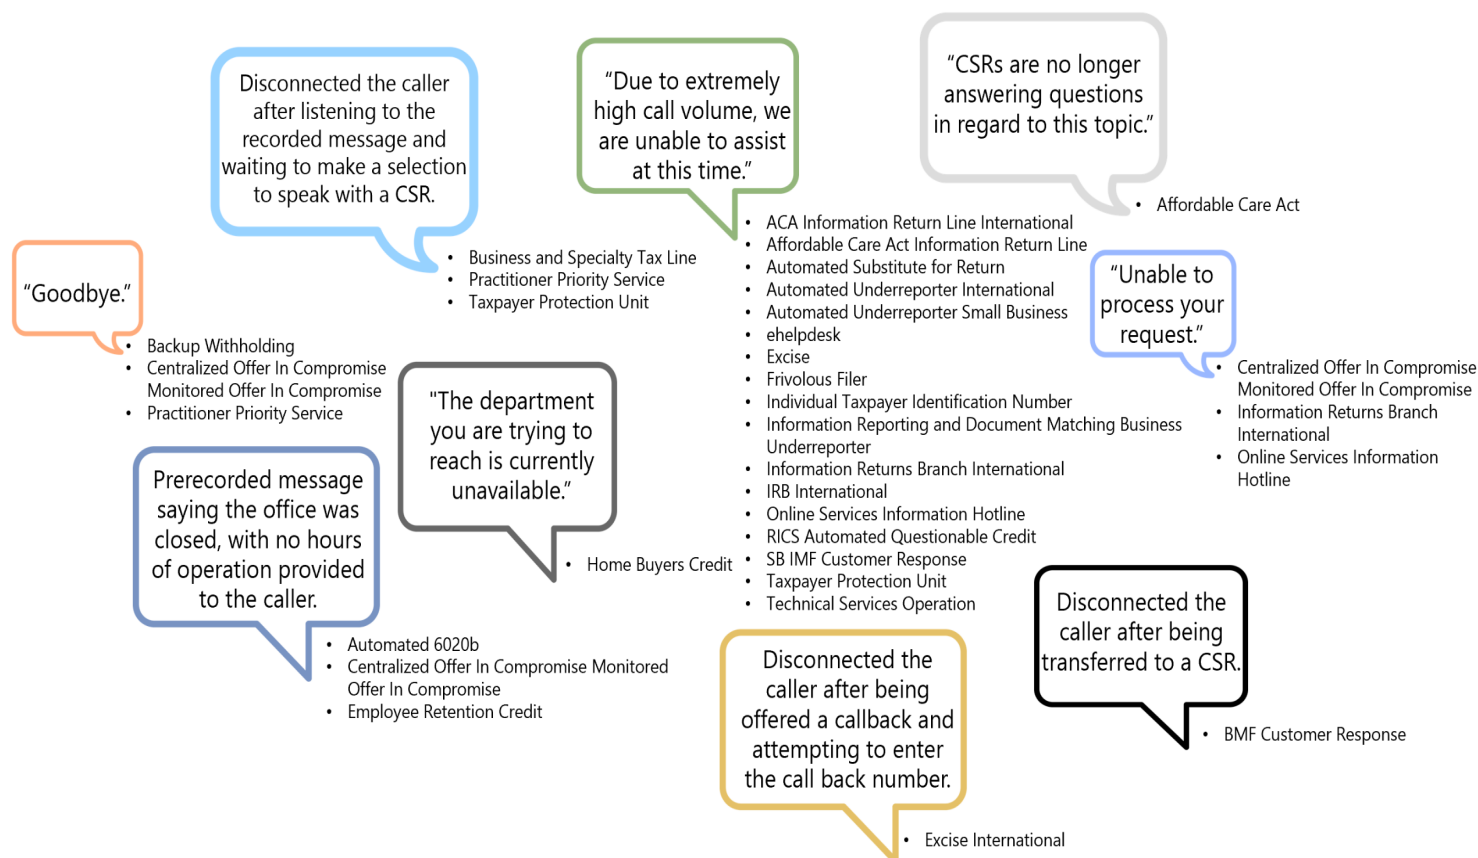 Disconnected the caller
after listening to the
recorded message and
waiting to make a selection
to speak with a CSR.
• Business and Specialty Tax Line
• Practitioner Priority Service
• Taxpayer Protection Unit
“Due to extremely
high call volume, we
are unable to assist
at this time.”
• ACA Information Return Line International
• Affordable Care Act Information Return Line
• Automated Substitute for Return
• Automated Underreporter International
• Automated Underreporter Small Business
• ehelpdesk
• Excise
• Frivolous Filer
• Individual Taxpayer Identification Number
• Information Reporting and Document Matching Business
Underreporter
• Information Returns Branch International
• IRB International
• Online Services Information Hotline
• RICS Automated Questionable Credit
• SB IMF Customer Response
• Taxpayer Protection Unit
• Technical Services Operation
“CSRs are no longer
answering questions
in regard to this topic.”
• Affordable Care Act
“Goodbye.”
• Backup Withholding
• Centralized Offer In Compromise
Monitored Offer In Compromise
• Practitioner Priority Service
“Unable to
process your
request.”
• Centralized Offer In Compromise
Monitored Offer In Compromise
• Information Returns Branch
International
• Online Services Information
Hotline
"The department
you are trying to
reach is currently
unavailable.”
• Home Buyers Credit
Prerecorded message
saying the office was
closed, with no hours
of operation provided
to the caller.
• Automated 6020b
• Centralized Offer In Compromise Monitored
Offer In Compromise
• Employee Retention Credit
Disconnected the
caller after being
offered a callback and
attempting to enter
the call back number.
• Excise International
Disconnected the
caller after being
transferred to a CSR.
• BMF Customer Response